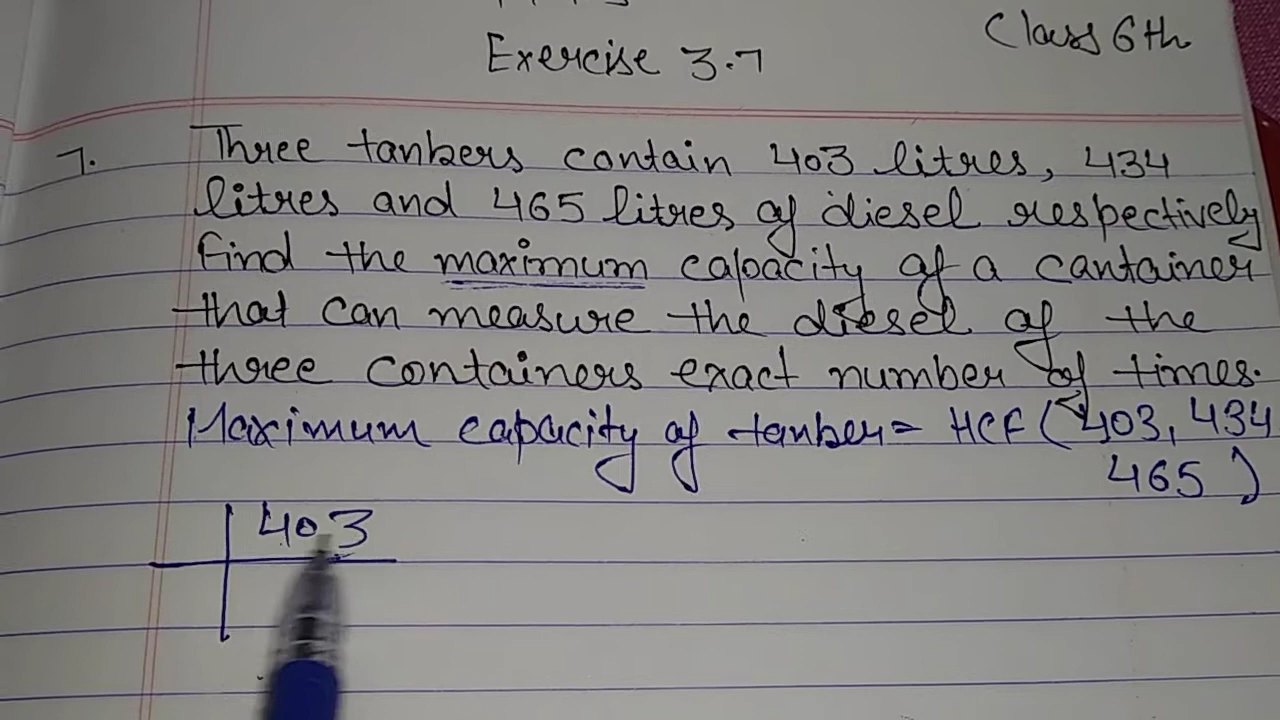 Class 6th
Exercise 3.7
7. Three tankers contain 403 litres, 434
litres and 465 litres of diesel respectively
find the maximum capacity of a cantainer
that can measure the diesel of the
three containers exact number of times.
Maximum capacity of tanker = HCF (403, 434
465)
403